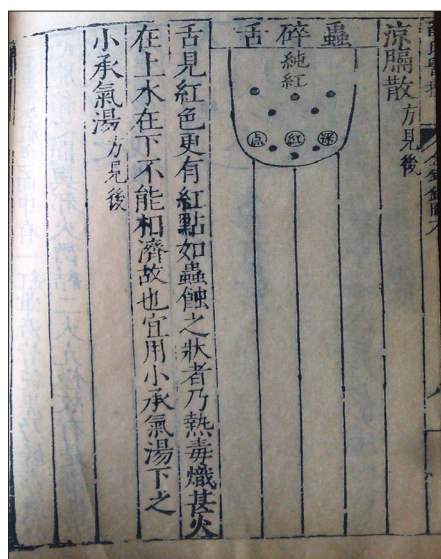 涼膈散方見後
蟲碎舌
純紅
深紅点
舌見紅色更有紅點如蟲蝕之狀者乃熱毒熾甚火
在上水在下不能相濟故也宜用小承氣湯下之
小承氣湯方見後